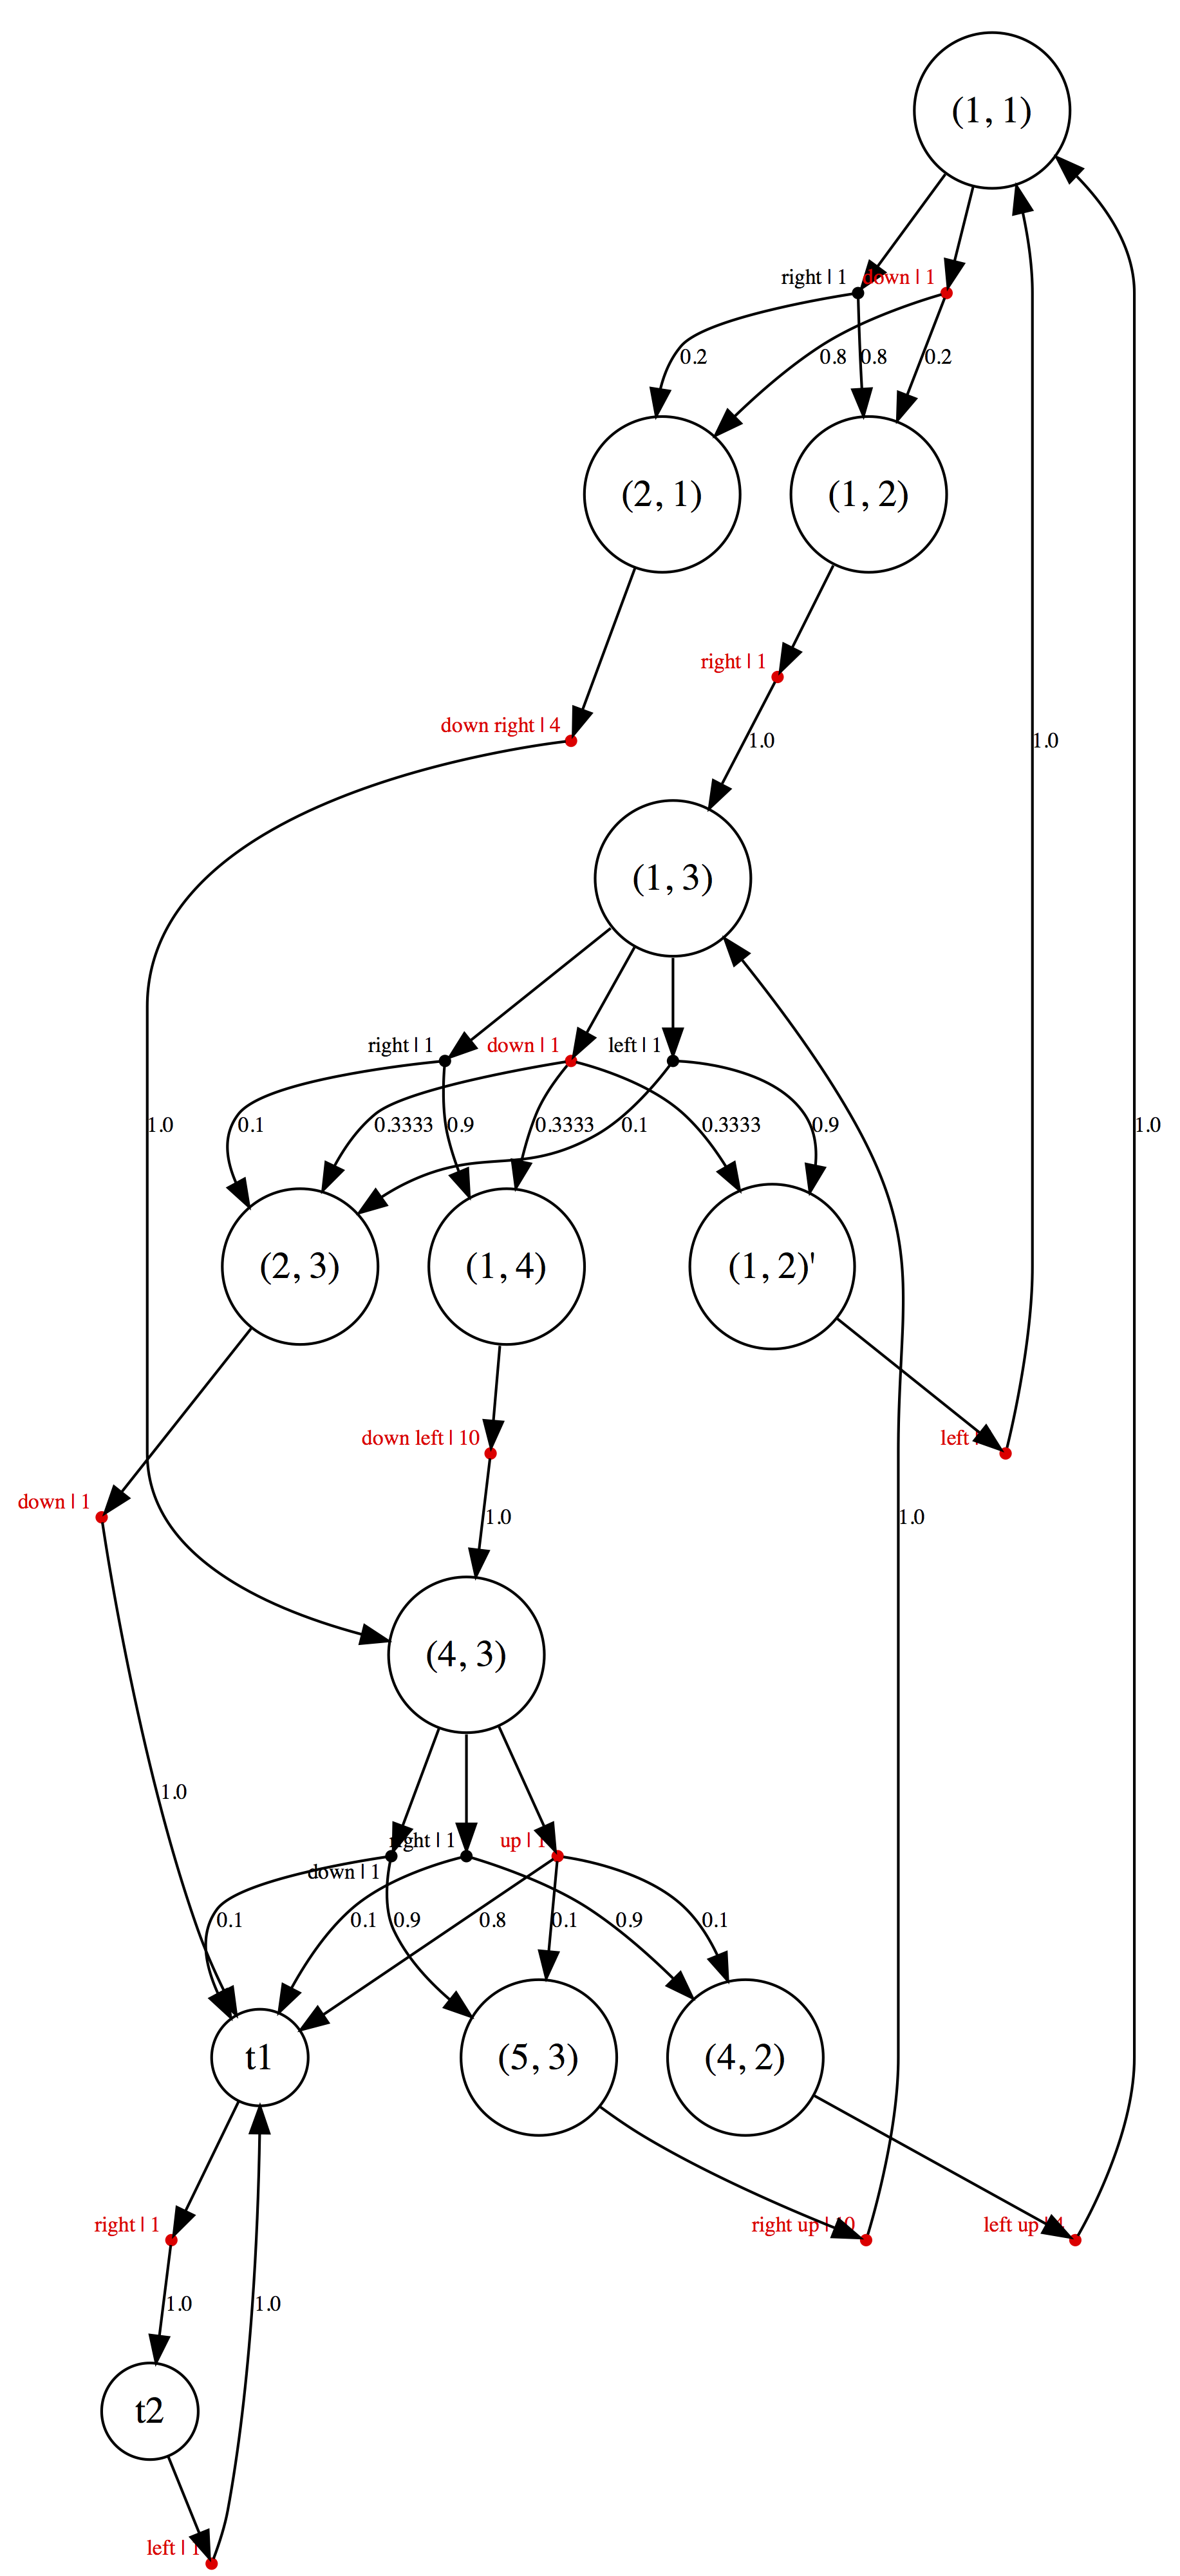 (1, 1)
right | 1
down | 1
0.2
0.8
0.8
0.2
(2, 1)
(1, 2)
right | 1
down right | 4
1.0
1.0
(1, 3)
right | 1
down | 1
left | 1
1.0
0.1
0.3333
0.9
0.3333
0.1
0.3333
0.9
1.0
(2, 3)
(1, 4)
(1, 2)'
down left | 10
left
down | 1
1.0
1.0
(4, 3)
1.0
right | 1
up | 1
down | 1
0.1
0.1
0.9
0.8
0.1
0.9
0.1
t1
(5, 3)
(4, 2)
right | 1
right up | 10
left up | 4
1.0
1.0
t2
left | 1